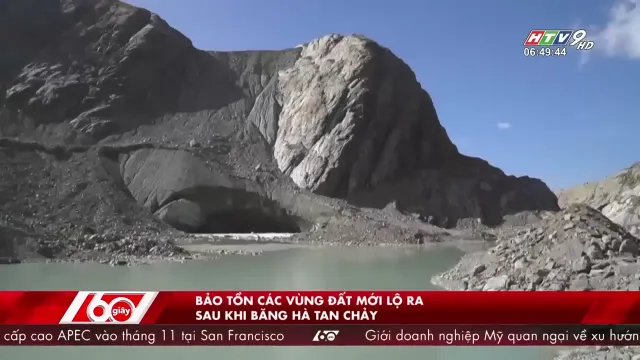 HTV9 HD
06:49:44
60 giây
BẢO TỒN CÁC VÙNG ĐẤT MỚI LỘ RA
SAU KHI BĂNG HÀ TAN CHẢY
cấp cao APEC vào tháng 11 tại San Francisco Giới doanh nghiệp Mỹ quan ngại về xu hướn